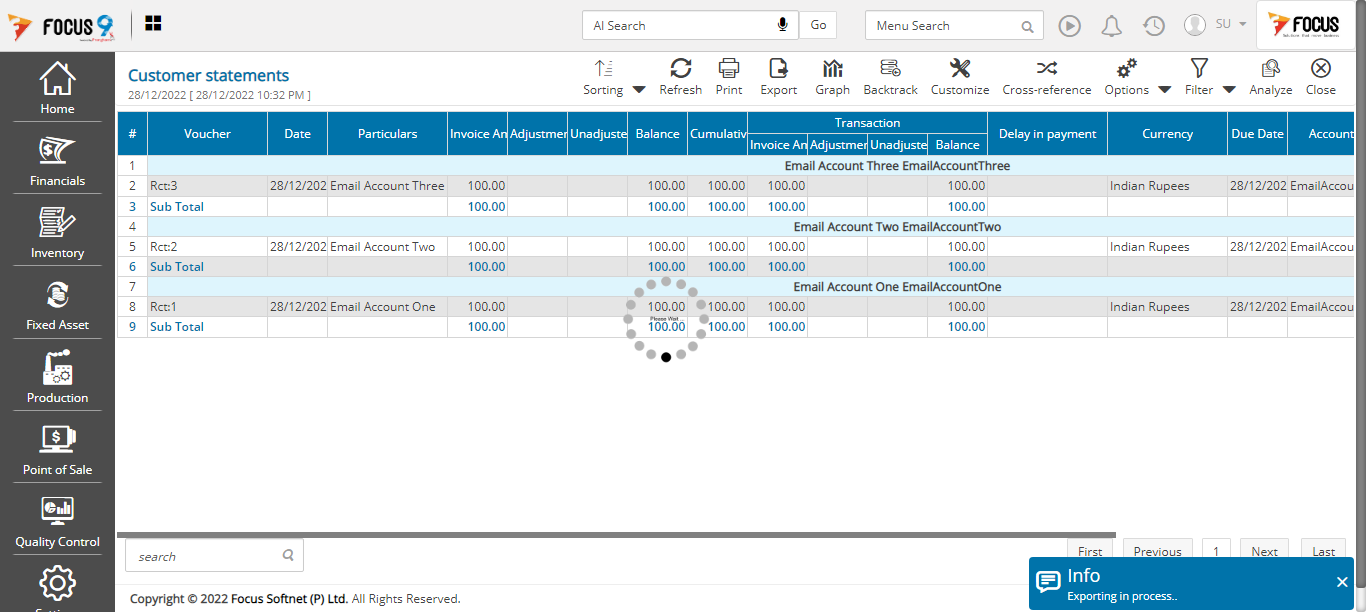 FOCUS 9
AI Search
Go
Menu Search
SU
FOCUS
Home
Financials
Inventory
Fixed Asset
Production
Point of Sale
Quality Control
Customer statements
28/12/2022 [ 28/12/2022 10:32 PM ]
Sorting Refresh Print Export Graph Backtrack Customize Cross-reference Options Filter Analyze Close
# Voucher Date Particulars Invoice An Adjustmer Unadjuste Balance Cumulativ Transaction Delay in payment Currency Due Date Account
Invoice An Adjustmer Unadjuste Balance
1 Email Account Three EmailAccountThree
2 Rct:3 28/12/202 Email Account Three 100.00 100.00 100.00 100.00 100.00 Indian Rupees 28/12/202 EmailAccou
3 Sub Total 100.00 100.00 100.00 100.00 100.00
4 Email Account Two EmailAccountTwo
5 Rct:2 28/12/202 Email Account Two 100.00 100.00 100.00 100.00 100.00 Indian Rupees 28/12/202 EmailAccou
6 Sub Total 100.00 100.00 100.00 100.00 100.00
7 Email Account One EmailAccountOne
8 Rct:1 28/12/202 Email Account One 100.00 100.00 100.00 100.00 100.00 Indian Rupees 28/12/202 EmailAccou
Please Wait...
9 Sub Total 100.00 100.00 100.00 100.00 100.00
search
First Previous 1 Next Last
Info
Exporting in process..
Copyright © 2022 Focus Softnet (P) Ltd. All Rights Reserved.